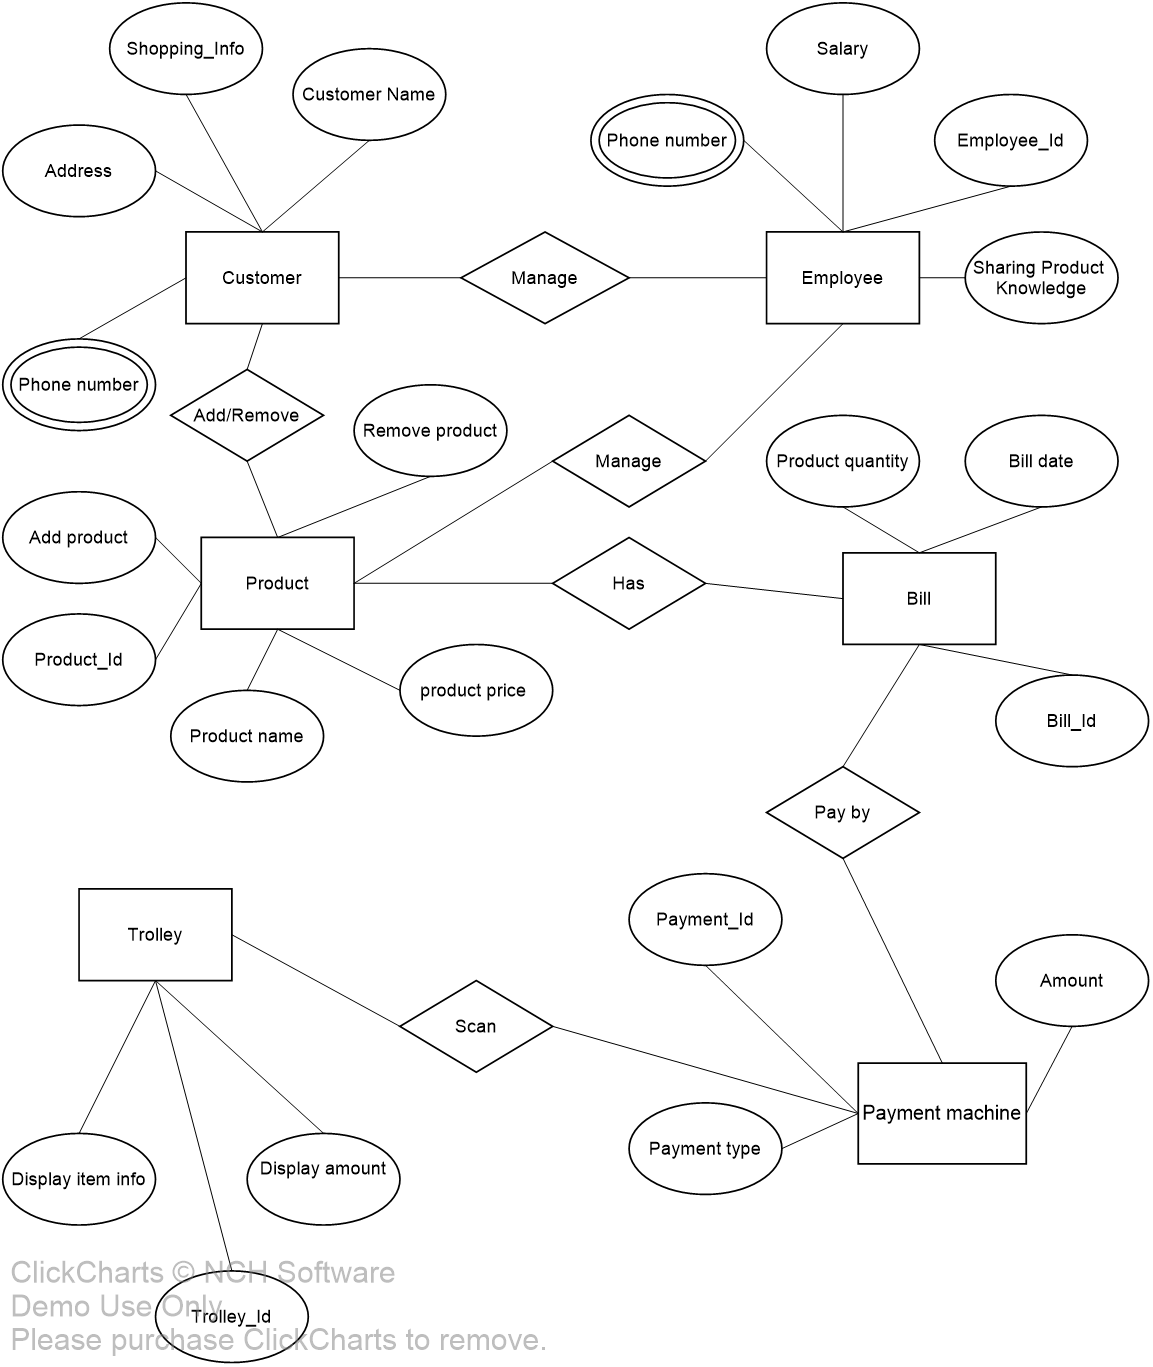 Shopping_Info
Salary
Customer Name
Phone number
Employee_Id
Address
Customer
Manage
Employee
Sharing Product
Knowledge
Phone number
Add/Remove
Remove product
Manage
Product quantity
Bill date
Add product
Product
Has
Bill
Product_Id
product price
Product name
Bill_Id
Pay by
Trolley
Payment_Id
Amount
Scan
Payment machine
Payment type
Display item info
Display amount
ClickCharts © NCH Software
Demo Use Only
Trolley_Id
Please purchase ClickCharts to remove.